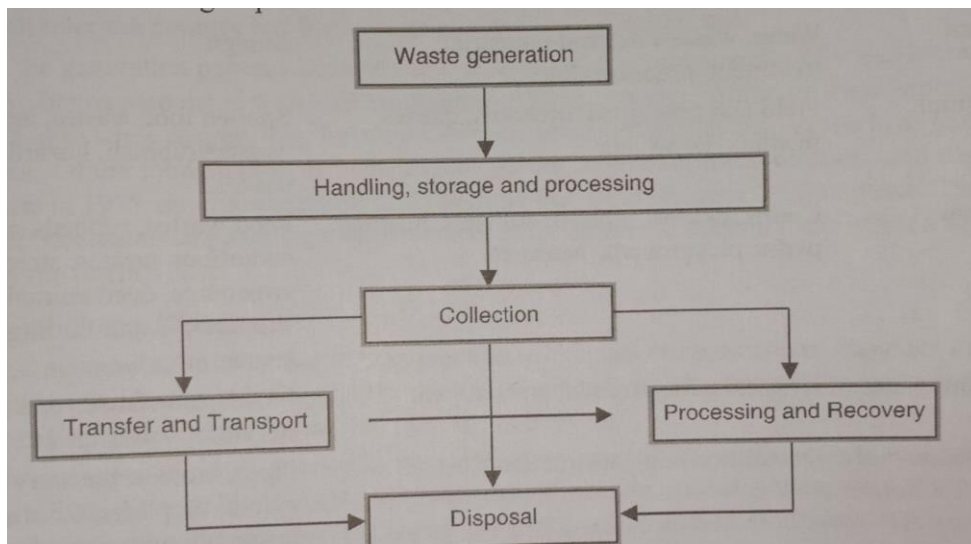 Waste generation
Handling, storage and processing
Collection
Transfer and Transport
Processing and Recovery
Disposal